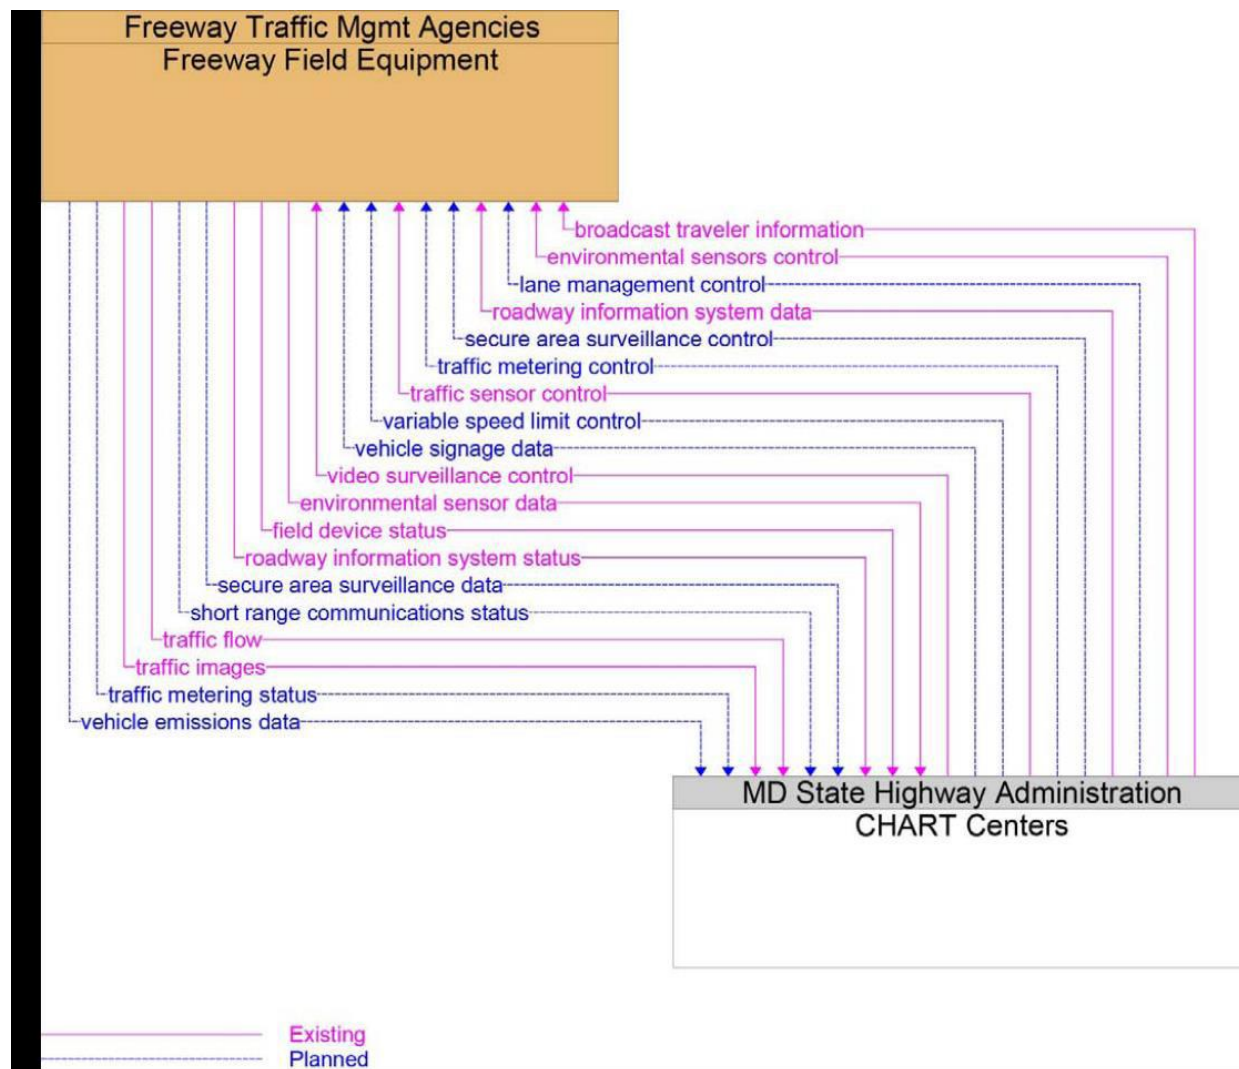 Freeway Traffic Mgmt Agencies
Freeway Field Equipment
broadcast traveler information
environmental sensors control
lane management control
roadway information system data
secure area surveillance control
traffic metering control
traffic sensor control
variable speed limit control
vehicle signage data
video surveillance control
environmental sensor data
field device status
roadway information system status
secure area surveillance data
short range communications status
traffic flow
traffic images
traffic metering status
vehicle emissions data
MD State Highway Administration
CHART Centers
Existing
Planned